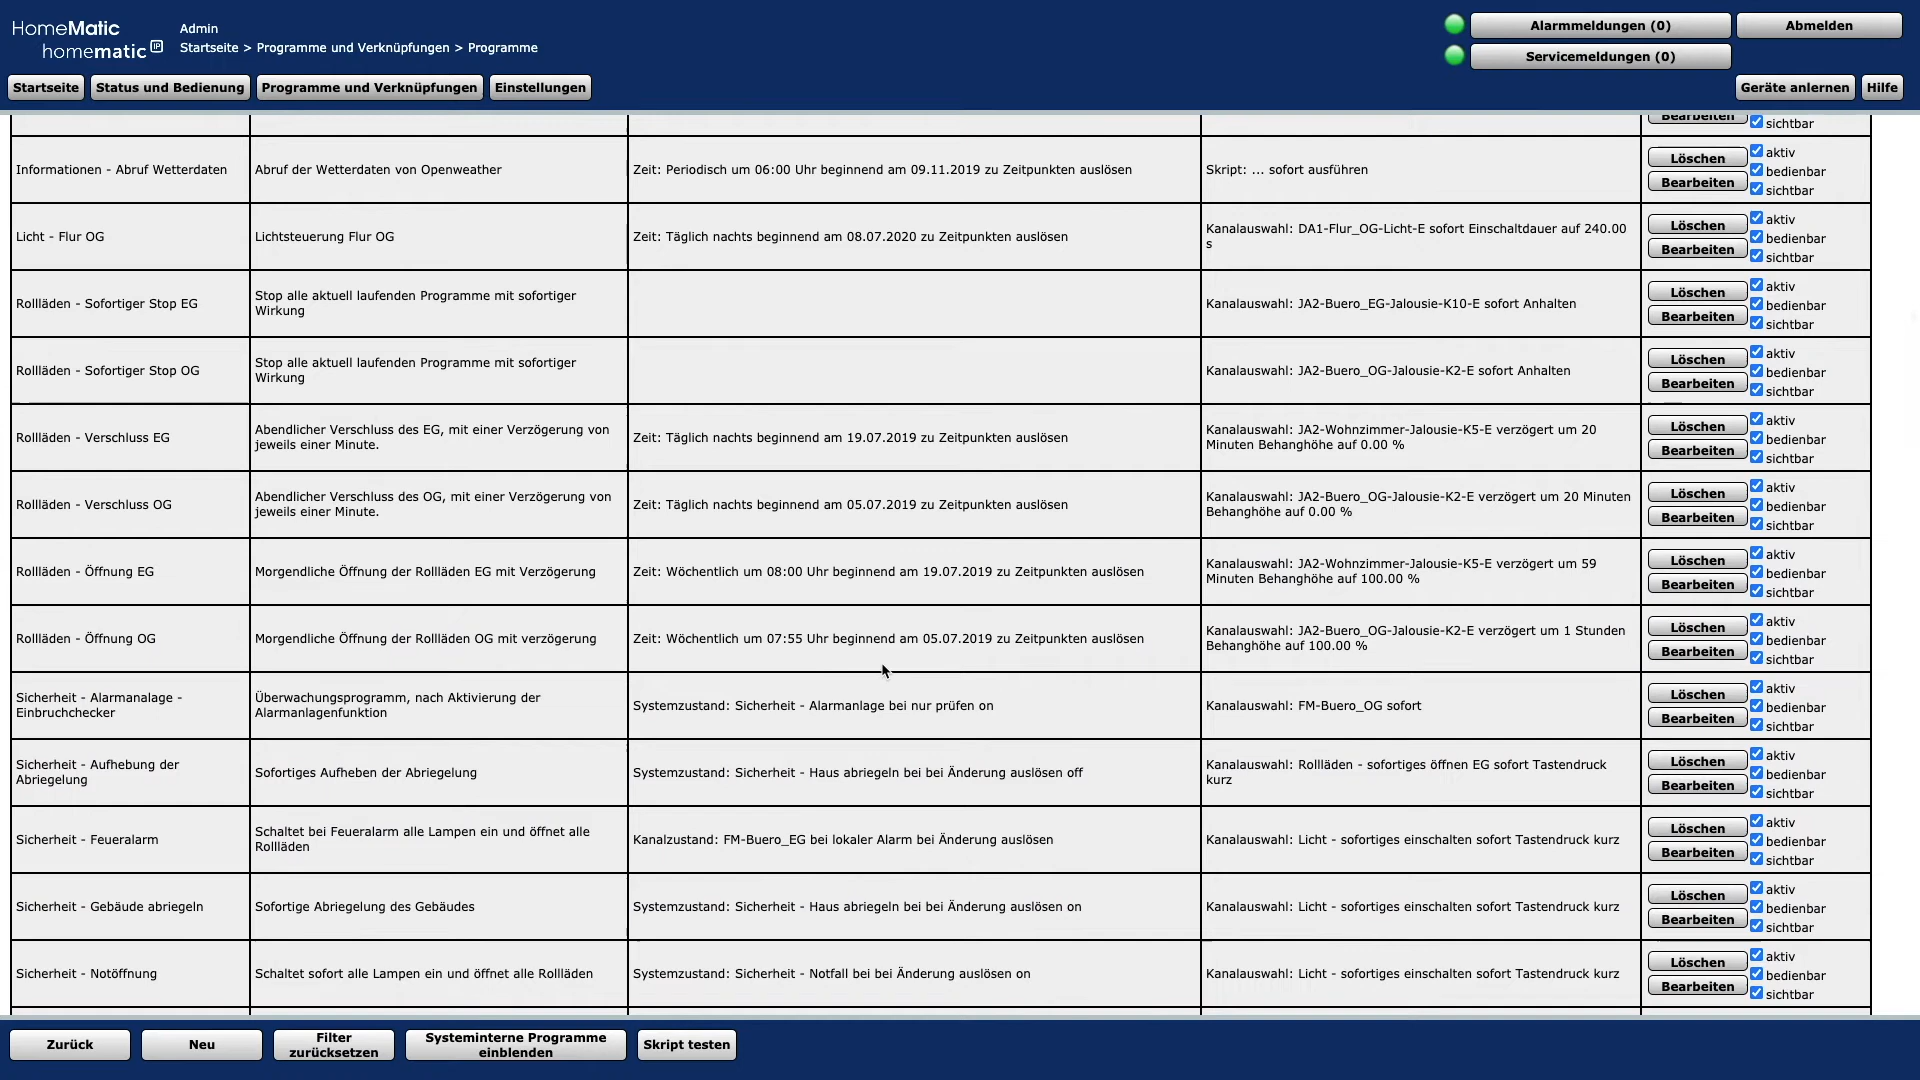 HomeMatic
homematic IP
Admin
Startseite > Programme und Verknüpfungen > Programme
Alarmmeldungen (0)
Abmelden
Servicemeldungen (0)
Startseite
Status und Bedienung
Programme und Verknüpfungen
Einstellungen
Geräte anlernen
Hilfe
Bearbeiten
sichtbar
Informationen - Abruf Wetterdaten
Abruf der Wetterdaten von Openweather
Zeit: Periodisch um 06:00 Uhr beginnend am 09.11.2019 zu Zeitpunkten auslösen
Skript: ... sofort ausführen
Löschen
Bearbeiten
aktiv
bedienbar
sichtbar
Licht - Flur OG
Lichtsteuerung Flur OG
Zeit: Täglich nachts beginnend am 08.07.2020 zu Zeitpunkten auslösen
Kanalauswahl: DA1-Flur_OG-Licht-E sofort Einschaltdauer auf 240.00
s
Löschen
Bearbeiten
aktiv
bedienbar
sichtbar
Rollläden - Sofortiger Stop EG
Stop alle aktuell laufenden Programme mit sofortiger
Wirkung
Kanalauswahl: JA2-Buero_EG-Jalousie-K10-E sofort Anhalten
Löschen
Bearbeiten
aktiv
bedienbar
sichtbar
Rollläden - Sofortiger Stop OG
Stop alle aktuell laufenden Programme mit sofortiger
Wirkung
Kanalauswahl: JA2-Buero_OG-Jalousie-K2-E sofort Anhalten
Löschen
Bearbeiten
aktiv
bedienbar
sichtbar
Rollläden - Verschluss EG
Abendlicher Verschluss des EG, mit einer Verzögerung von
jeweils einer Minute.
Zeit: Täglich nachts beginnend am 19.07.2019 zu Zeitpunkten auslösen
Kanalauswahl: JA2-Wohnzimmer-Jalousie-K5-E verzögert um 20
Minuten Behanghöhe auf 0.00 %
Löschen
Bearbeiten
aktiv
bedienbar
sichtbar
Rollläden - Verschluss OG
Abendlicher Verschluss des OG, mit einer Verzögerung von
jeweils einer Minute.
Zeit: Täglich nachts beginnend am 05.07.2019 zu Zeitpunkten auslösen
Kanalauswahl: JA2-Buero_OG-Jalousie-K2-E verzögert um 20 Minuten
Behanghöhe auf 0.00 %
Löschen
Bearbeiten
aktiv
bedienbar
sichtbar
Rollläden - Öffnung EG
Morgendliche Öffnung der Rollläden EG mit Verzögerung
Zeit: Wöchentlich um 08:00 Uhr beginnend am 19.07.2019 zu Zeitpunkten auslösen
Kanalauswahl: JA2-Wohnzimmer-Jalousie-K5-E verzögert um 59
Minuten Behanghöhe auf 100.00 %
Löschen
Bearbeiten
aktiv
bedienbar
sichtbar
Rollläden - Öffnung OG
Morgendliche Öffnung der Rollläden OG mit verzögerung
Zeit: Wöchentlich um 07:55 Uhr beginnend am 05.07.2019 zu Zeitpunkten auslösen
Kanalauswahl: JA2-Buero_OG-Jalousie-K2-E verzögert um 1 Stunden
Behanghöhe auf 100.00 %
Löschen
Bearbeiten
aktiv
bedienbar
sichtbar
Sicherheit - Alarmanalage -
Einbruchchecker
Überwachungsprogramm, nach Aktivierung der
Alarmanlagenfunktion
Systemzustand: Sicherheit - Alarmanlage bei nur prüfen on
Kanalauswahl: FM-Buero_OG sofort
Löschen
Bearbeiten
aktiv
bedienbar
sichtbar
Sicherheit - Aufhebung der
Abriegelung
Sofortiges Aufheben der Abriegelung
Systemzustand: Sicherheit - Haus abriegeln bei bei Änderung auslösen off
Kanalauswahl: Rollläden - sofortiges öffnen EG sofort Tastendruck
kurz
Löschen
Bearbeiten
aktiv
bedienbar
sichtbar
Sicherheit - Feueralarm
Schaltet bei Feueralarm alle Lampen ein und öffnet alle
Rollläden
Kanalzustand: FM-Buero_EG bei lokaler Alarm bei Änderung auslösen
Kanalauswahl: Licht - sofortiges einschalten sofort Tastendruck kurz
Löschen
Bearbeiten
aktiv
bedienbar
sichtbar
Sicherheit - Gebäude abriegeln
Sofortige Abriegelung des Gebäudes
Systemzustand: Sicherheit - Haus abriegeln bei bei Änderung auslösen on
Kanalauswahl: Licht - sofortiges einschalten sofort Tastendruck kurz
Löschen
Bearbeiten
aktiv
bedienbar
sichtbar
Sicherheit - Notöffnung
Schaltet sofort alle Lampen ein und öffnet alle Rollläden
Systemzustand: Sicherheit - Notfall bei bei Änderung auslösen on
Kanalauswahl: Licht - sofortiges einschalten sofort Tastendruck kurz
Löschen
Bearbeiten
aktiv
bedienbar
sichtbar
Zurück
Neu
Filter
zurücksetzen
Systeminterne Programme
einblenden
Skript testen